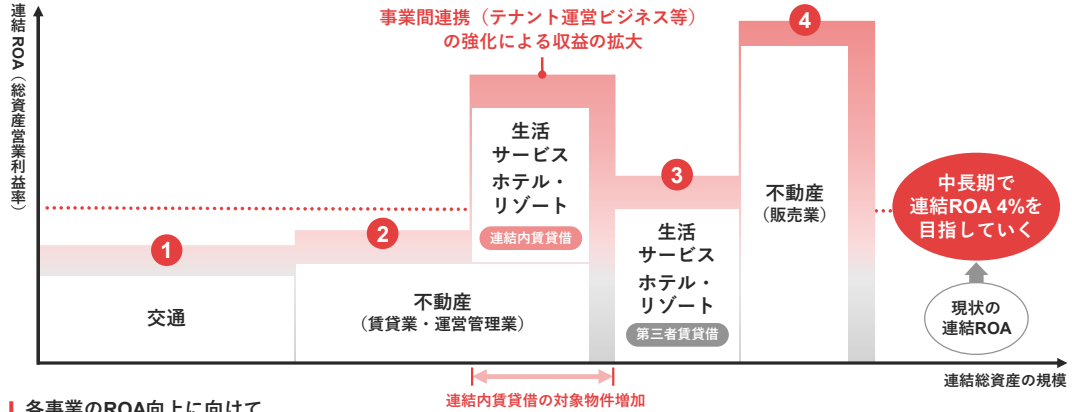 連結ROA（総資産営業利益率）
事業間連携（テナント運営ビジネス等）
の強化による収益の拡大
1
交通
2
不動産
（賃貸業・運営管理業）
生活
サービス
ホテル・
リゾート
連結内賃貸借
3
生活
サービス
ホテル・
リゾート
第三者賃貸借
4
不動産
（販売業）
中長期で
連結ROA 4%を
目指していく
現状の
連結ROA
連結総資産の規模
連結内賃貸借の対象物件増加
各事業のROA向上に向けて